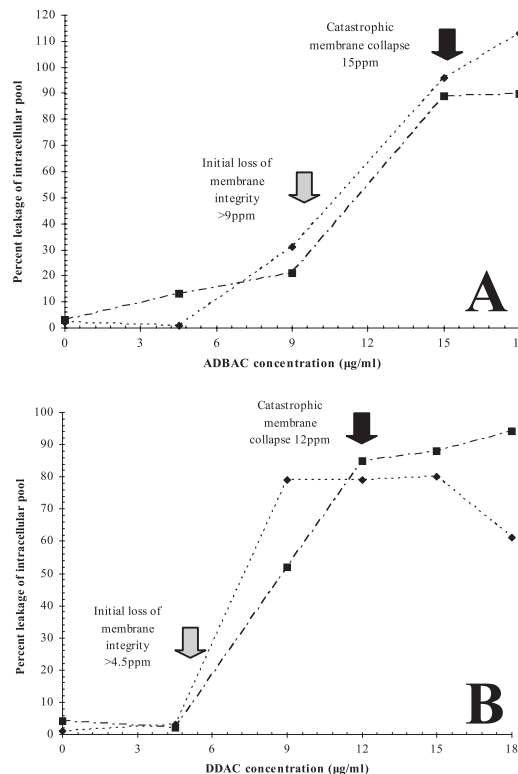 120
110
100
90
80
70
60
50
40
30
20
10
0
Percent leakage of intracellular pool
Catastrophic
membrane collapse
15ppm
Initial loss of
membrane
integrity
>9ppm
A
0 3 6 9 12 15
ADBAC concentration (µg/ml)
100
90
80
70
60
50
40
30
20
10
0
Percent leakage of intracellular pool
Catastrophic
membrane
collapse 12ppm
Initial loss of
membrane
integrity
>4.5ppm
B
0 3 6 9 12 15 18
DDAC concentration (µg/ml)